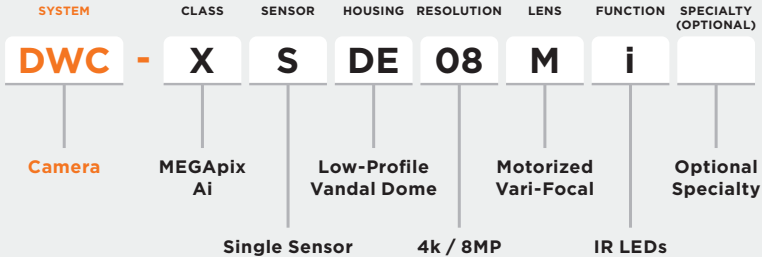 SYSTEM CLASS SENSOR HOUSING RESOLUTION LENS FUNCTION SPECIALTY
(OPTIONAL)
DWC - X S DE 08 M i
Camera MEGApix Low-Profile Motorized Optional
Ai Vandal Dome Vari-Focal Specialty
Single Sensor 4k / 8MP IR LEDs